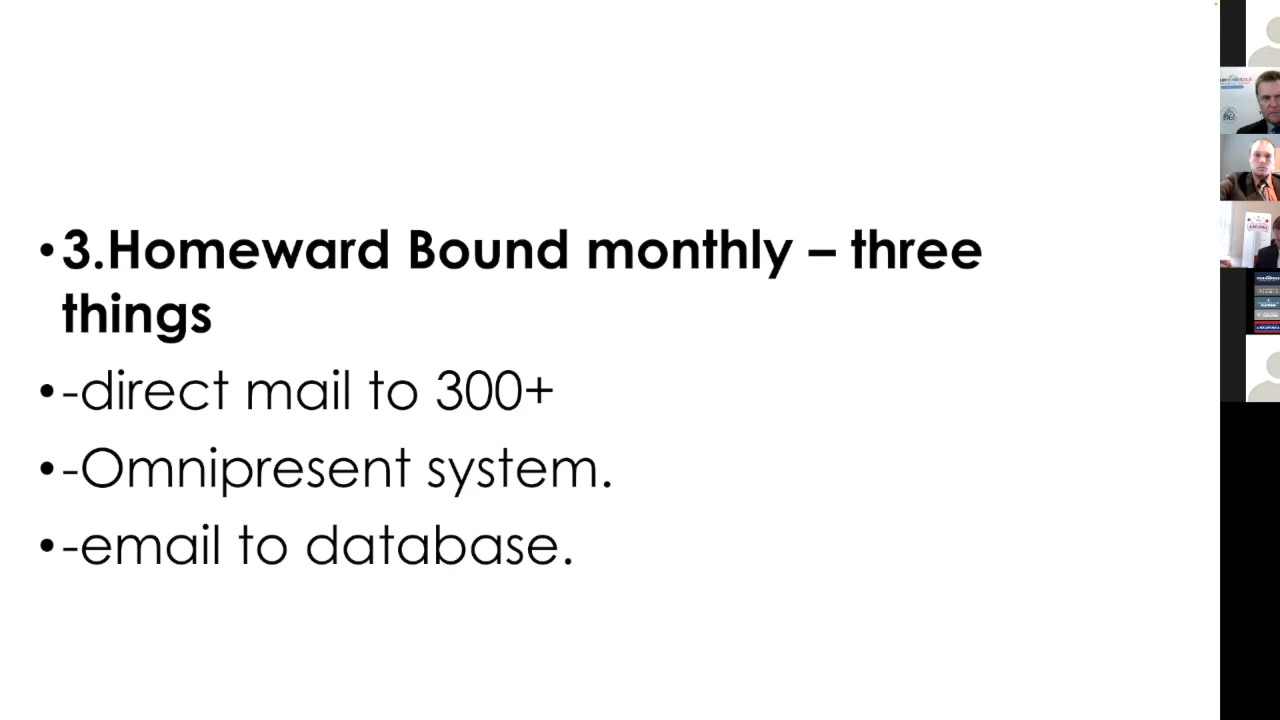 •3.Homeward Bound monthly – three
things
•-direct mail to 300+
•-Omnipresent system.
•-email to database.